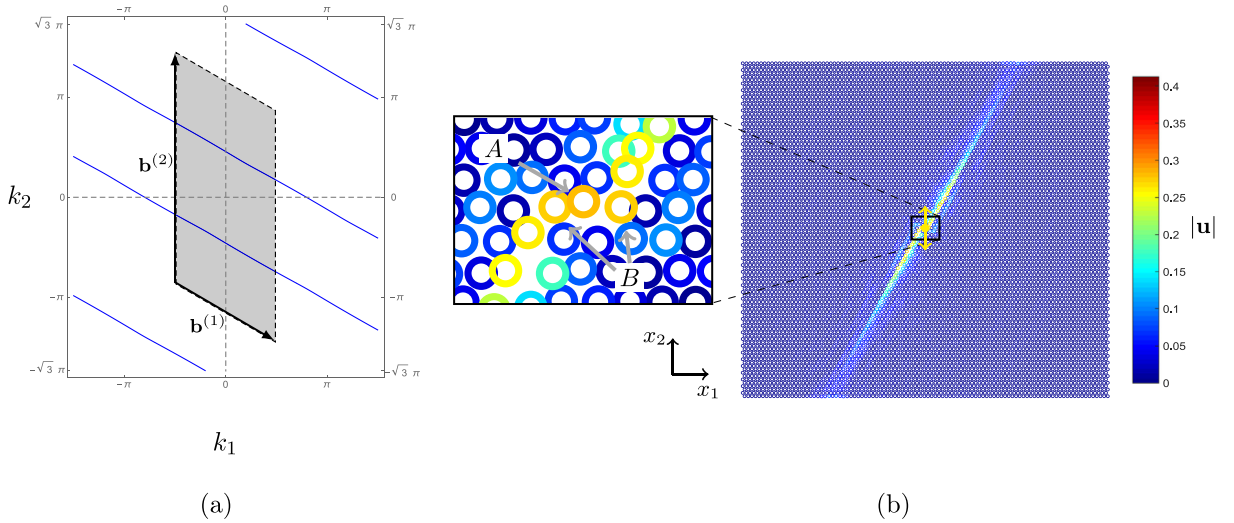 −π 0 π
√3 π √3 π
π π
b^(2)
k₂ 0 0
−π −π
b^(1)
−√3 π −√3 π
−π 0 π
k₁
(a)
A
B
x₂
x₁
0.4
0.35
0.3
0.25
|u|
0.2
0.15
0.1
0.05
0
(b)